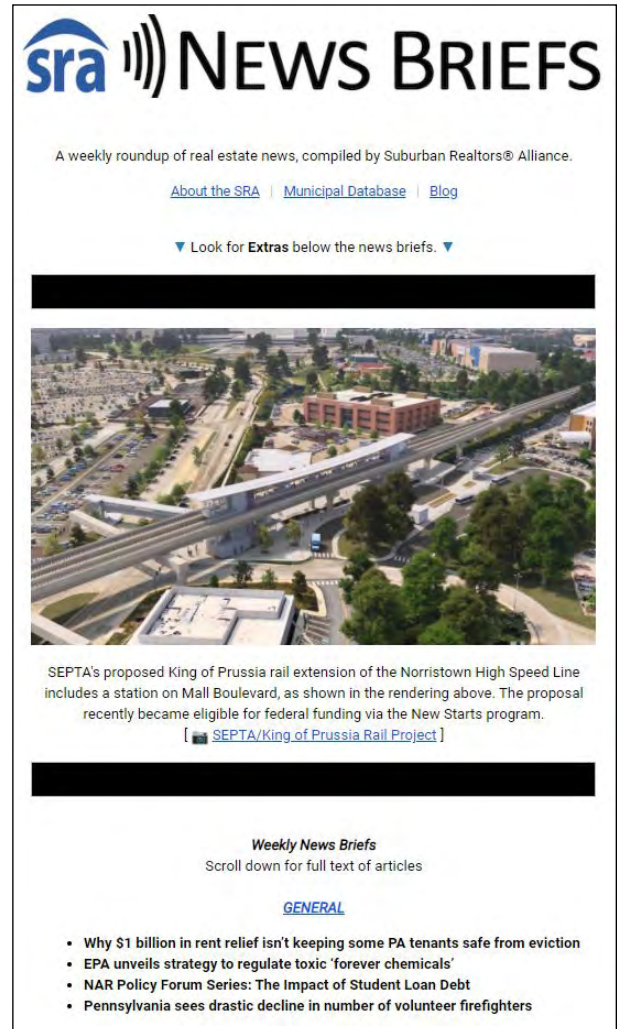 sra NEWS BRIEFS
A weekly roundup of real estate news, compiled by Suburban Realtors® Alliance.
About the SRA | Municipal Database | Blog
▼ Look for Extras below the news briefs. ▼
SEPTA's proposed King of Prussia rail extension of the Norristown High Speed Line
includes a station on Mall Boulevard, as shown in the rendering above. The proposal
recently became eligible for federal funding via the New Starts program.
[ 📷 SEPTA/King of Prussia Rail Project ]
Weekly News Briefs
Scroll down for full text of articles
GENERAL
• Why $1 billion in rent relief isn't keeping some PA tenants safe from eviction
• EPA unveils strategy to regulate toxic ‘forever chemicals’
• NAR Policy Forum Series: The Impact of Student Loan Debt
• Pennsylvania sees drastic decline in number of volunteer firefighters